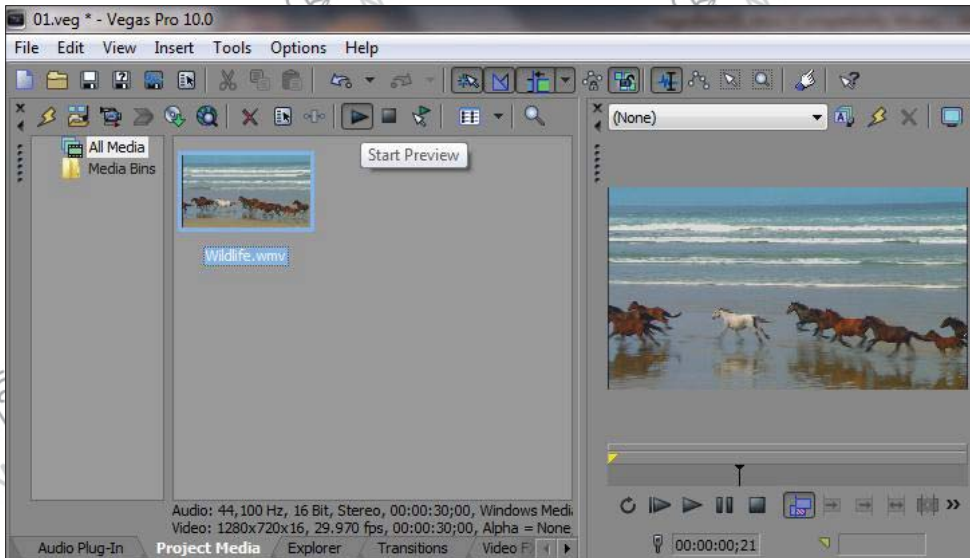 01.veg * - Vegas Pro 10.0
File Edit View Insert Tools Options Help
(None)
All Media
Media Bins
Start Preview
Wildlife.wmv
Audio: 44,100 Hz, 16 Bit, Stereo, 00:00:30;00, Windows Medi
Video: 1280x720x16, 29.970 fps, 00:00:30;00, Alpha = None
Audio Plug-In Project Media Explorer Transitions Video F
00:00:00;21